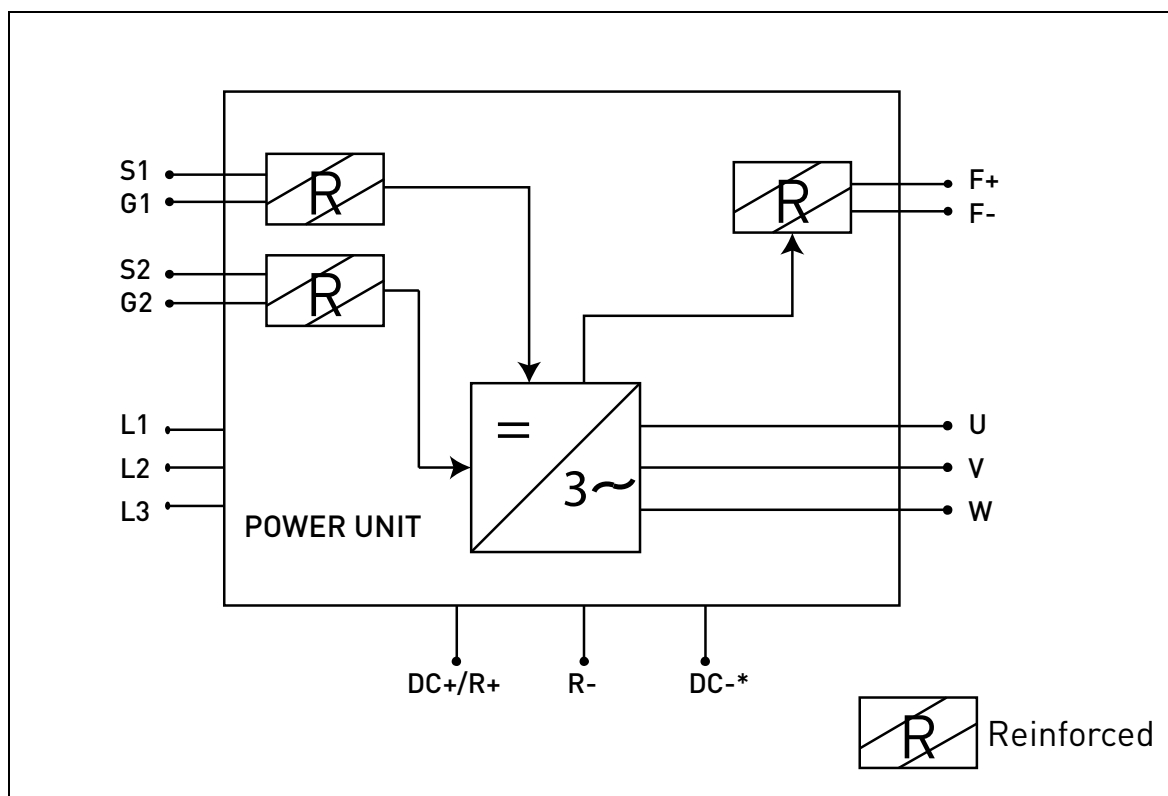 S1
G1
R
S2
G2
R
R
F+
F-
L1
L2
L3
POWER UNIT
=
3~
U
V
W
DC+/R+
R-
DC-*
R
Reinforced